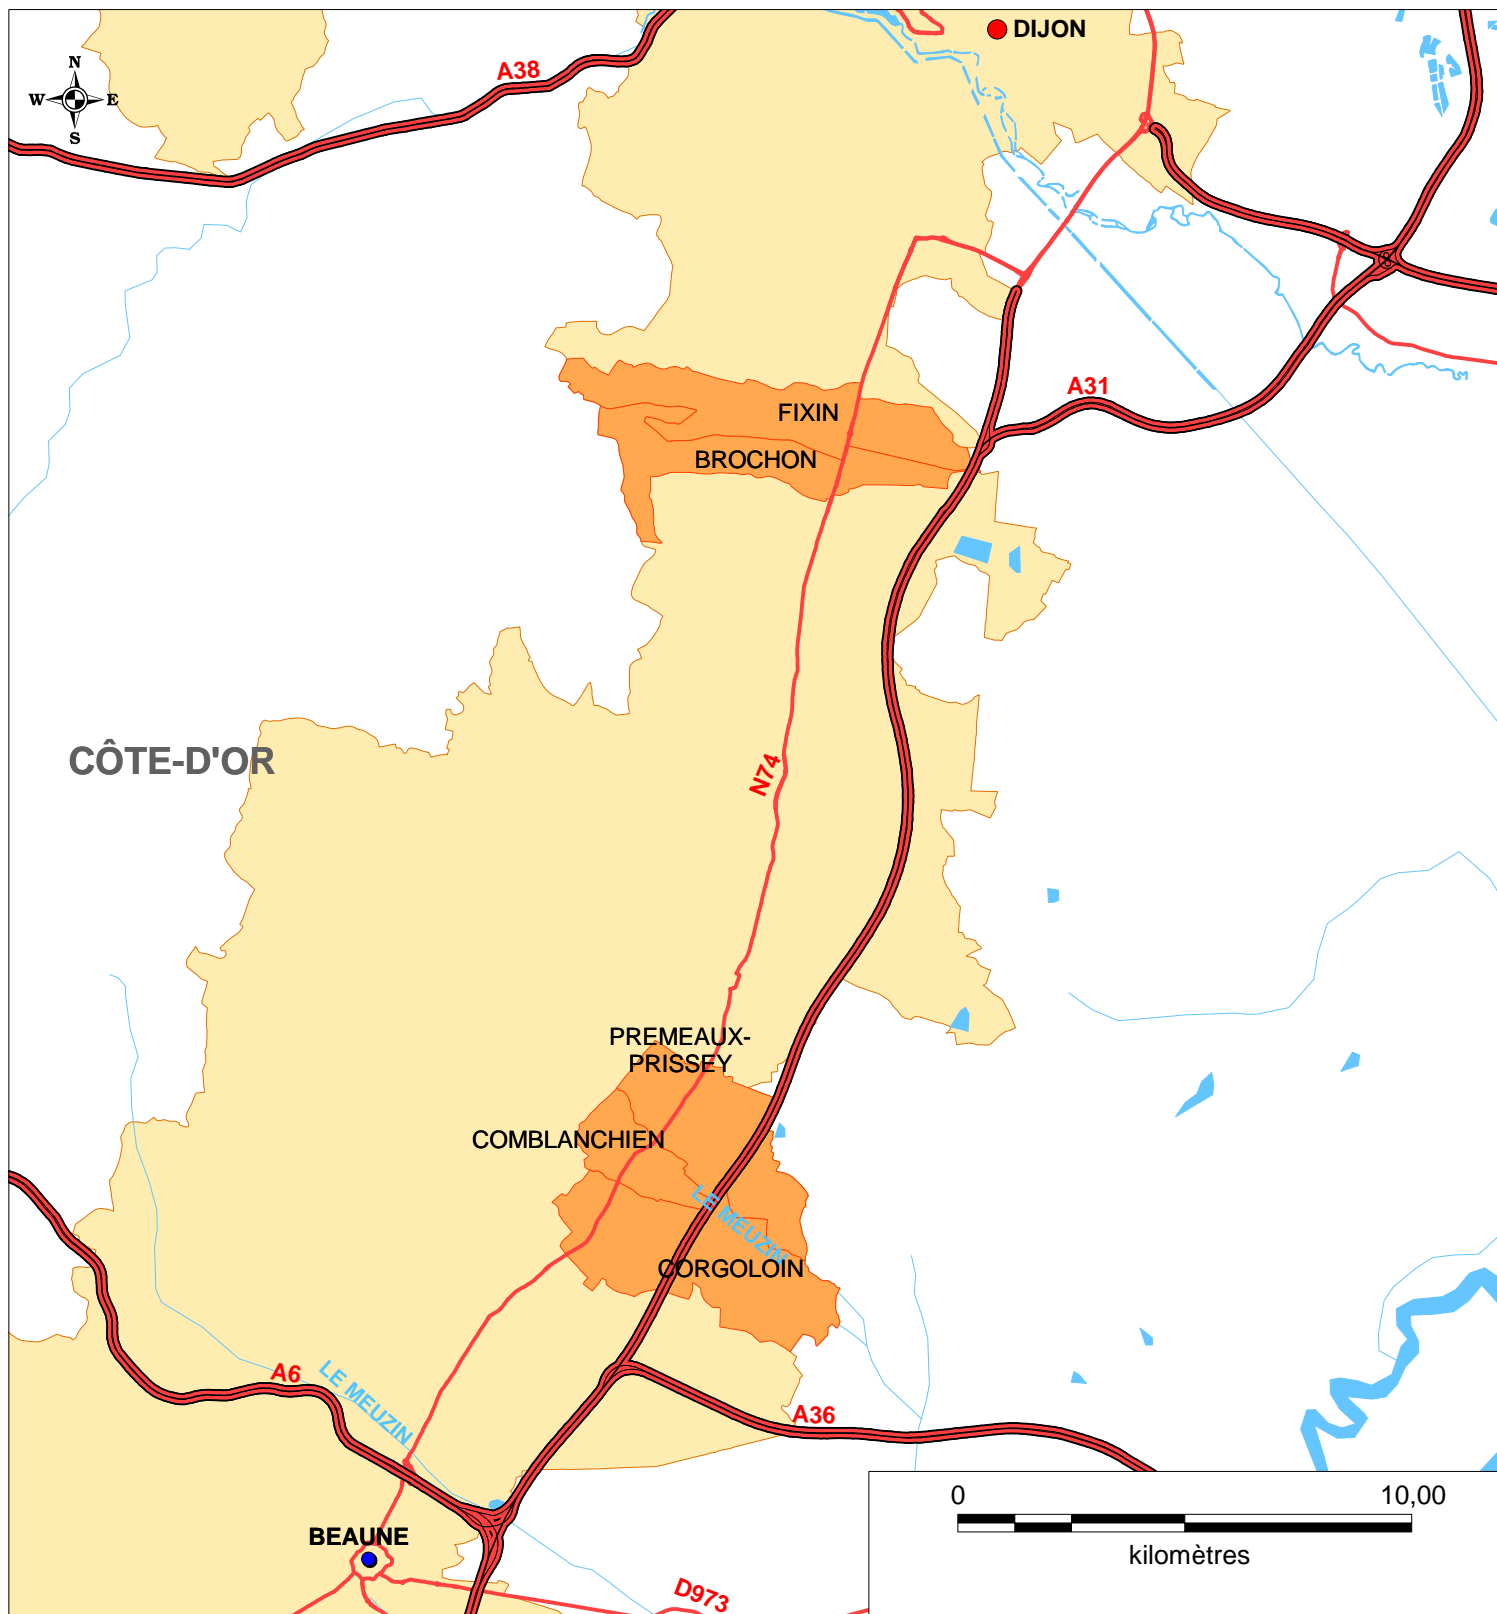 DIJON
N
W E
S
A38
A31
FIXIN
BROCHON
CÔTE-D'OR
N74
PREMEAUX-
PRISSEY
COMBLANCHIEN
LE MEUZIN
CORGOLOIN
A6
LE MEUZIN
A36
BEAUNE
D973
0 10,00
kilomètres